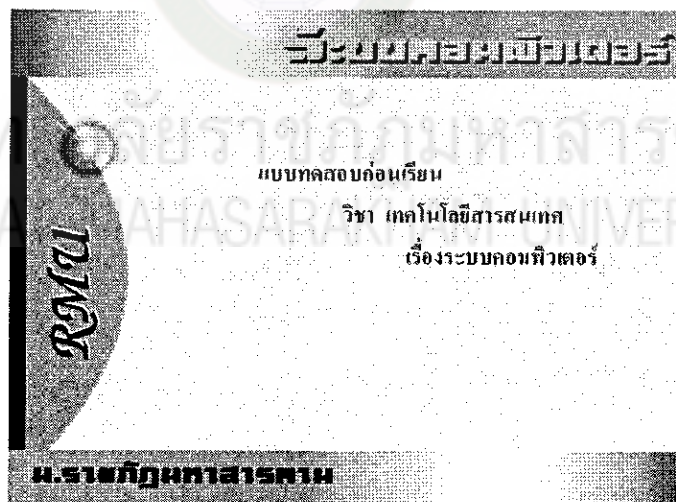 ระบบคอมพิวเตอร์
แบบทดสอบก่อนเรียน
วิชา เทคโนโลยีสารสนเทศ
เรื่องระบบคอมพิวเตอร์
RMU
ม.ราชภัฏมหาสารคาม